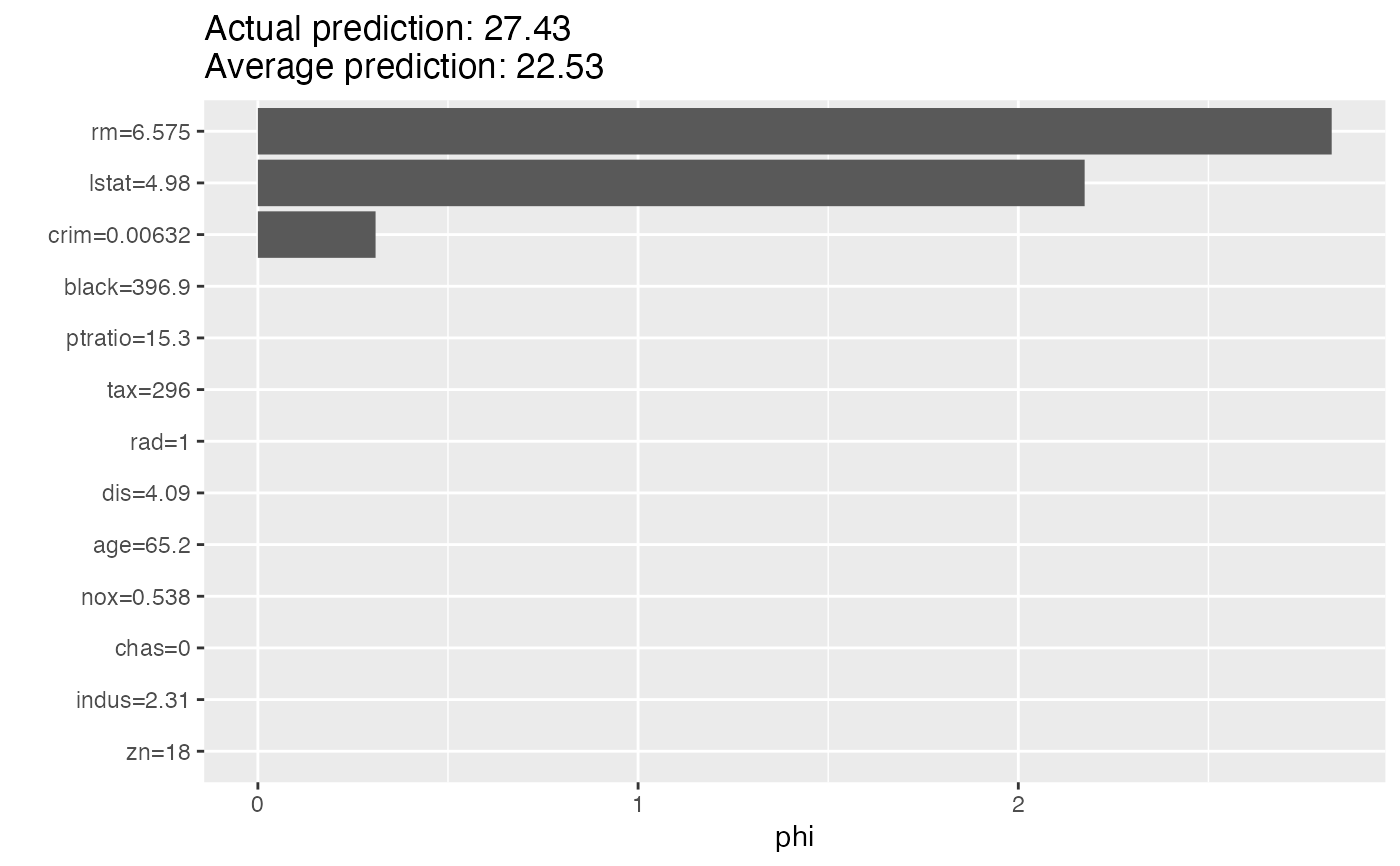 Actual prediction: 27.43
Average prediction: 22.53
rm=6.575
lstat=4.98
crim=0.00632
black=396.9
ptratio=15.3
tax=296
rad=1
dis=4.09
age=65.2
nox=0.538
chas=0
indus=2.31
zn=18
0 1 2
phi